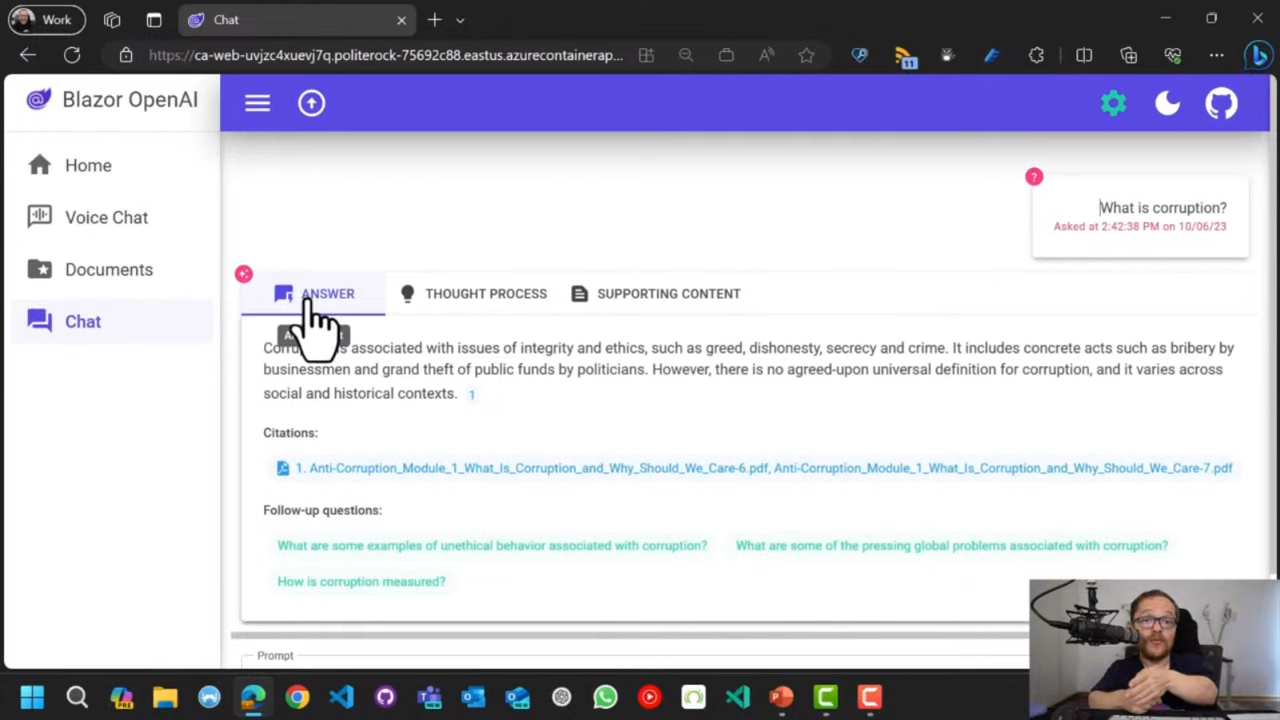 Work
Chat
https://ca-web-uvjzc4xuevj7q.politerock-75692c88.eastus.azurecontainerap...
11
Blazor OpenAI
Home
Voice Chat
Documents
Chat
?
What is corruption?
Asked at 2:42:38 PM on 10/06/23
ANSWER
THOUGHT PROCESS
SUPPORTING CONTENT
associated with issues of integrity and ethics, such as greed, dishonesty, secrecy and crime. It includes concrete acts such as bribery by
businessmen and grand theft of public funds by politicians. However, there is no agreed-upon universal definition for corruption, and it varies across
social and historical contexts. 1
Citations:
1. Anti-Corruption_Module_1_What_Is_Corruption_and_Why_Should_We_Care-6.pdf, Anti-Corruption_Module_1_What_Is_Corruption_and_Why_Should_We_Care-7.pdf
Follow-up questions:
What are some examples of unethical behavior associated with corruption?
What are some of the pressing global problems associated with corruption?
How is corruption measured?
Prompt
PRE